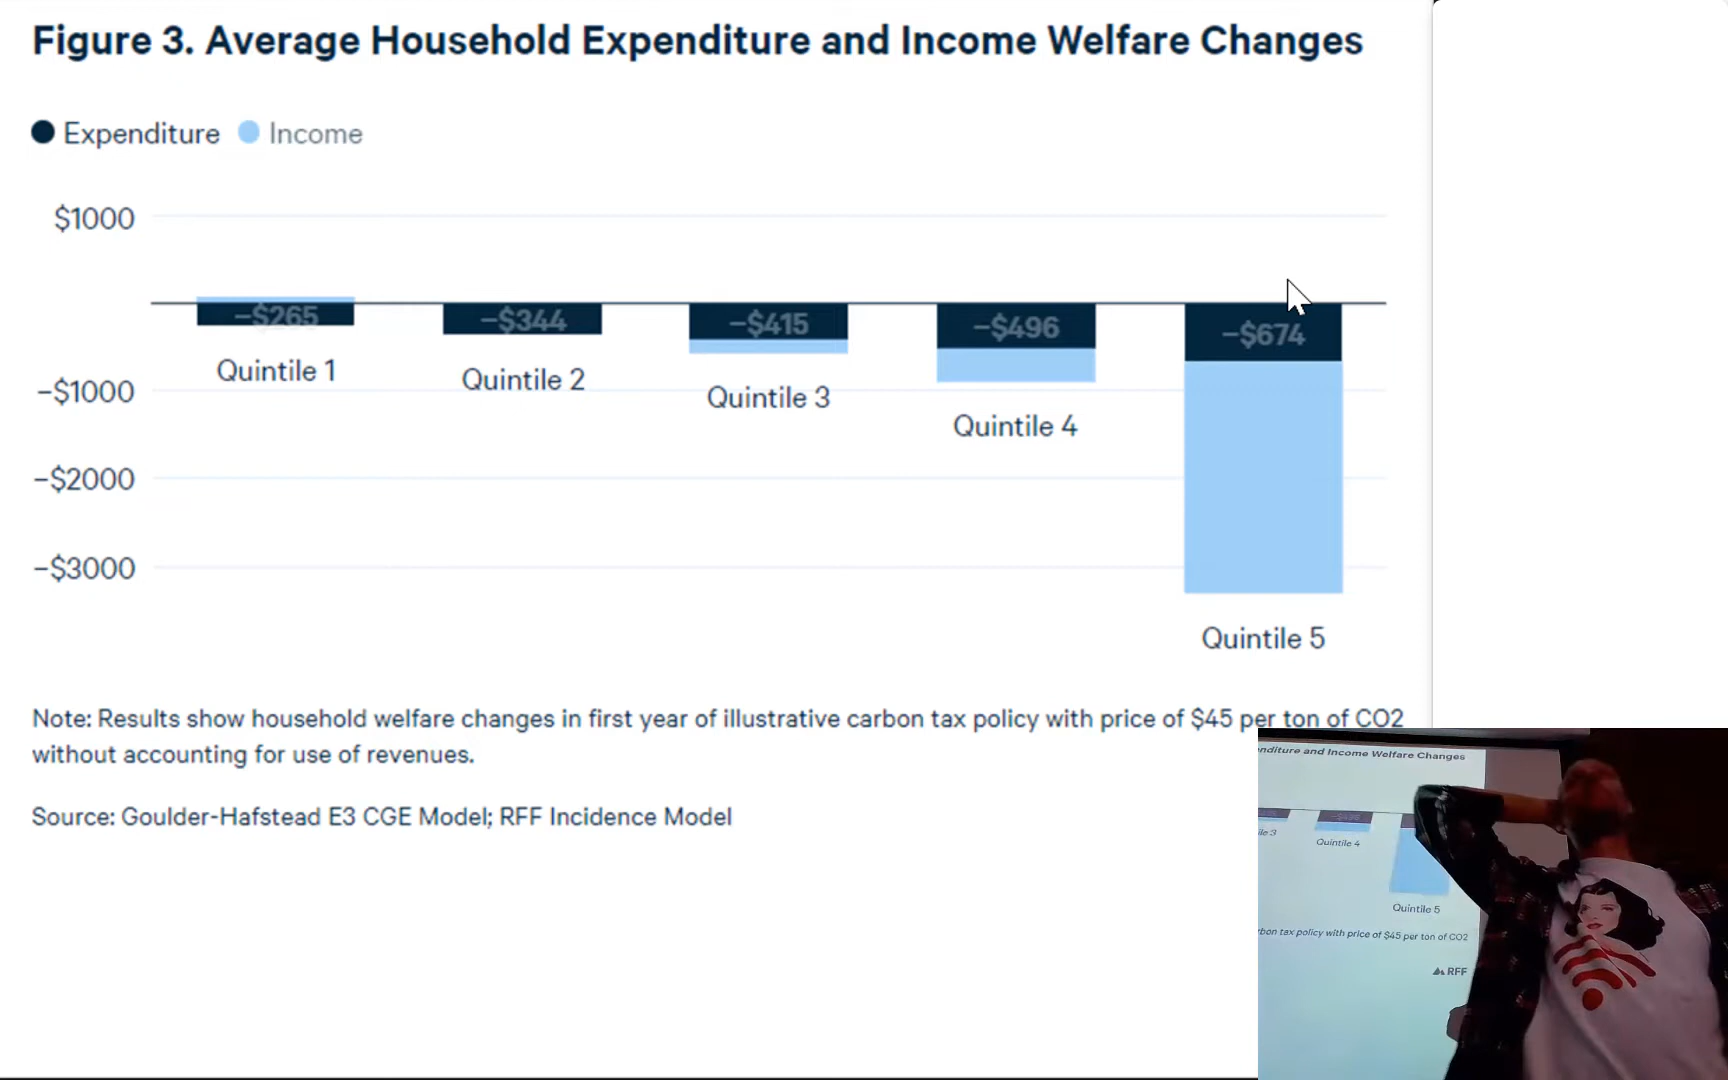 Figure 3. Average Household Expenditure and Income Welfare Changes
Expenditure Income
$1000
−$265
−$344
−$415
−$496
−$674
Quintile 1
Quintile 2
Quintile 3
Quintile 4
Quintile 5
−$1000
−$2000
−$3000
Note: Results show household welfare changes in first year of illustrative carbon tax policy with price of $45 per ton of CO2
without accounting for use of revenues.
Source: Goulder-Hafstead E3 CGE Model; RFF Incidence Model
nditure and Income Welfare Changes
ile 3
Quintile 4
Quintile 5
rbon tax policy with price of $45 per ton of CO2
RFF